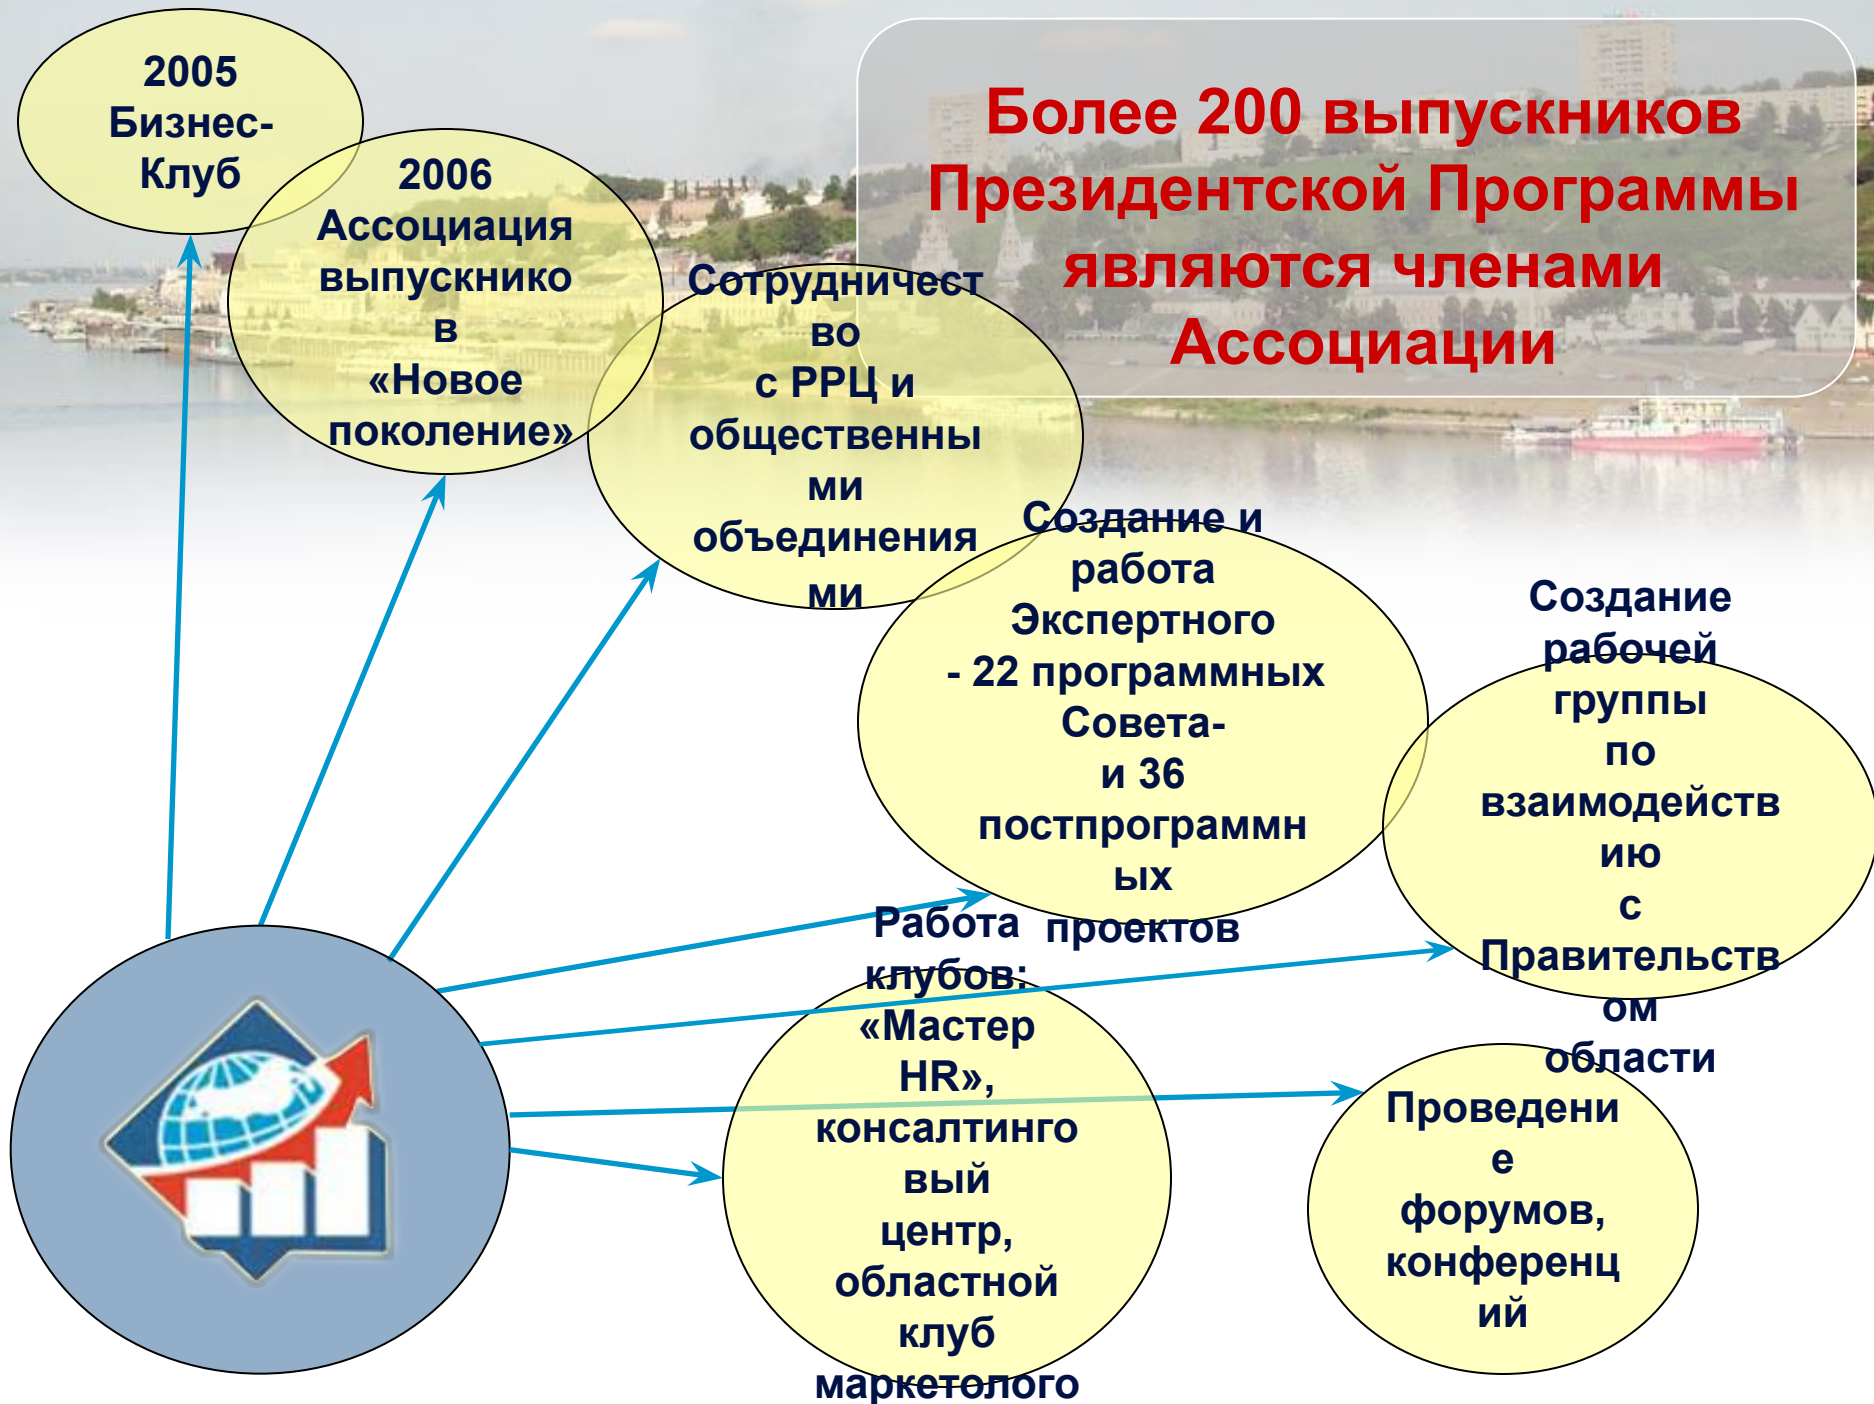 2005
Бизнес-
Клуб
2006
Ассоциация
выпускнико
в
«Новое
поколение»
Сотрудничест
во
с РРЦ и
общественны
ми
объединения
ми
Более 200 выпускников
Президентской Программы
являются членами
Ассоциации
Создание и
работа
Экспертного
- 22 программных
Совета-
и 36
постпрограммн
ых
проектов
Создание
рабочей
группы
по
взаимодейств
ию
с
Правительств
ом
области
Работа
клубов:
«Мастер
HR»,
консалтинго
вый
центр,
областной
клуб
маркетолого
Проведени
е
форумов,
конференц
ий